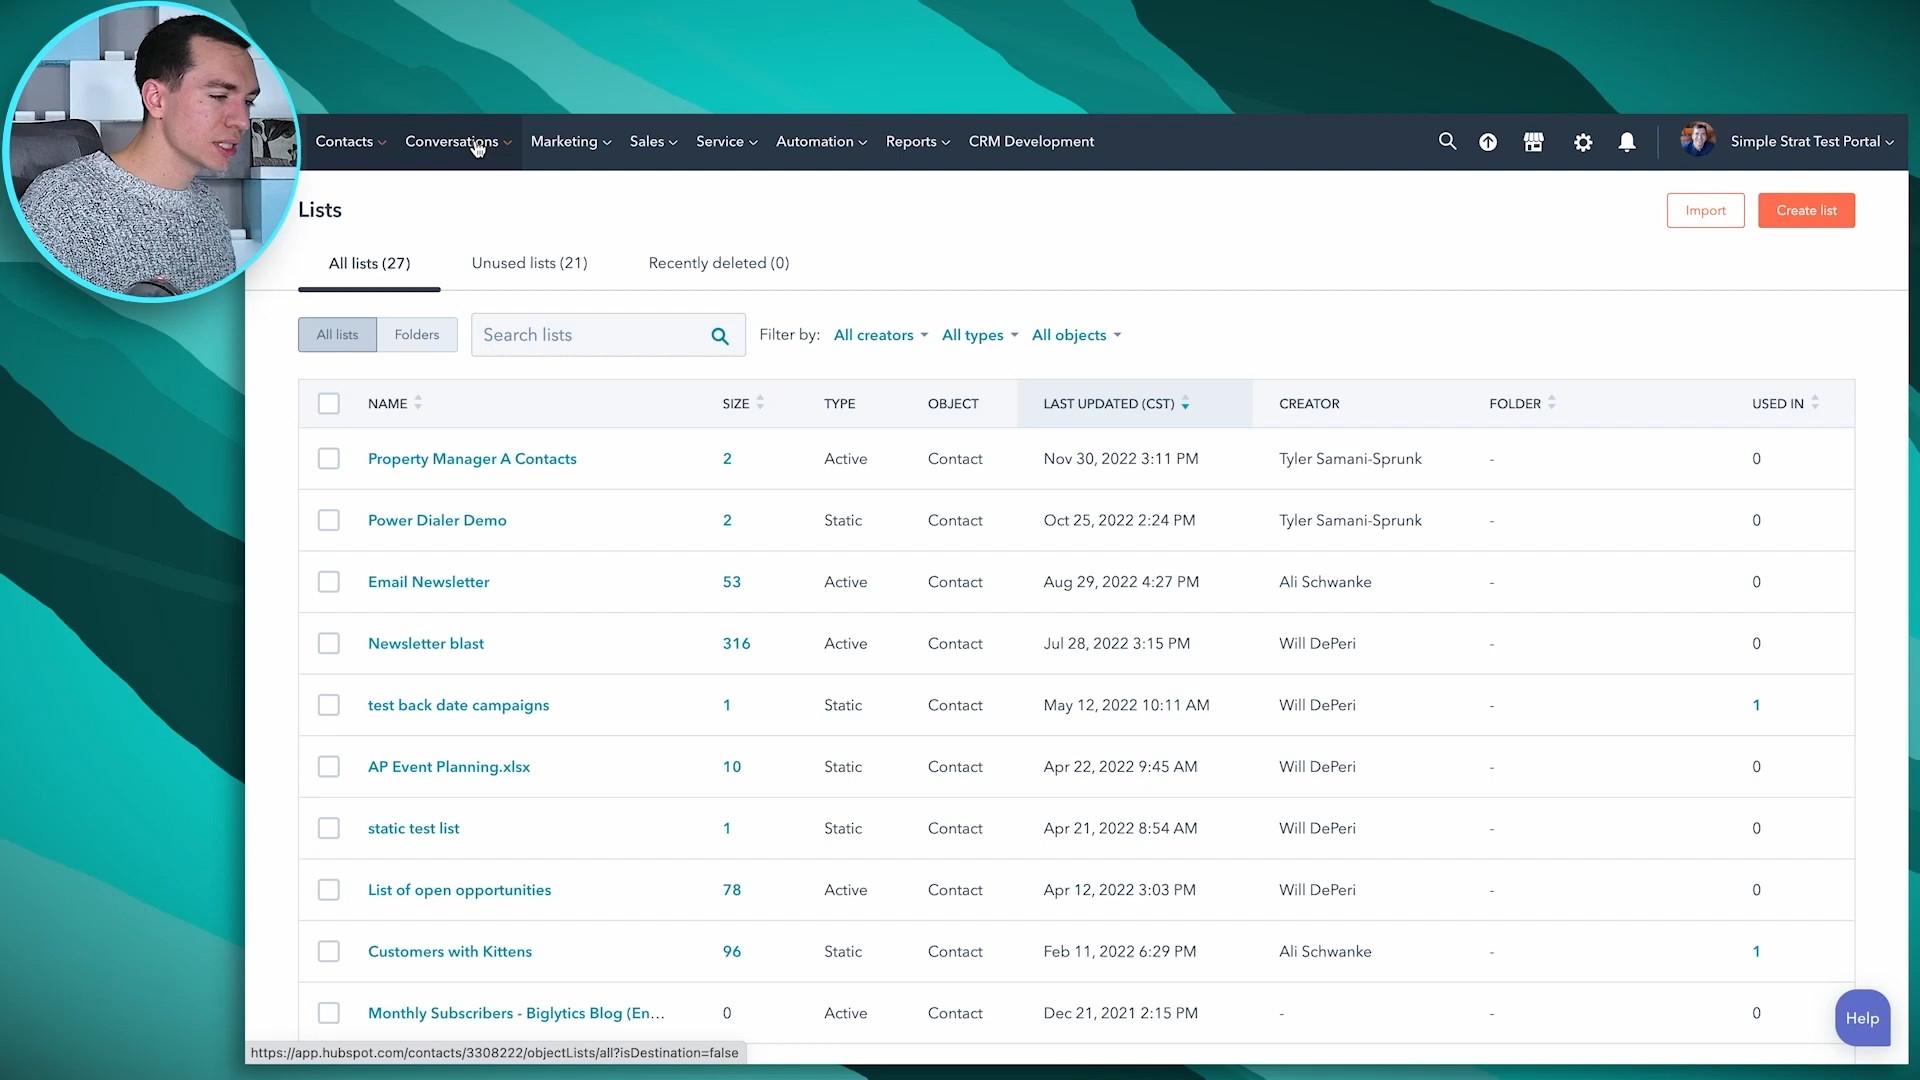 Contacts Conversations Marketing Sales Service Automation Reports CRM Development Simple Strat Test Portal
Lists
Import Create list
All lists (27) Unused lists (21) Recently deleted (0)
All lists Folders Search lists Filter by: All creators All types All objects
NAME SIZE TYPE OBJECT LAST UPDATED (CST) CREATOR FOLDER USED IN
Property Manager A Contacts 2 Active Contact Nov 30, 2022 3:11 PM Tyler Samani-Sprunk - 0
Power Dialer Demo 2 Static Contact Oct 25, 2022 2:24 PM Tyler Samani-Sprunk - 0
Email Newsletter 53 Active Contact Aug 29, 2022 4:27 PM Ali Schwanke - 0
Newsletter blast 316 Active Contact Jul 28, 2022 3:15 PM Will DePeri - 0
test back date campaigns 1 Static Contact May 12, 2022 10:11 AM Will DePeri - 1
AP Event Planning.xlsx 10 Static Contact Apr 22, 2022 9:45 AM Will DePeri - 0
static test list 1 Static Contact Apr 21, 2022 8:54 AM Will DePeri - 0
List of open opportunities 78 Active Contact Apr 12, 2022 3:03 PM Will DePeri - 0
Customers with Kittens 96 Static Contact Feb 11, 2022 6:29 PM Ali Schwanke - 1
Monthly Subscribers - Biglytics Blog (En... 0 Active Contact Dec 21, 2021 2:15 PM - - 0
Help
https://app.hubspot.com/contacts/3308222/objectLists/all?isDestination=false